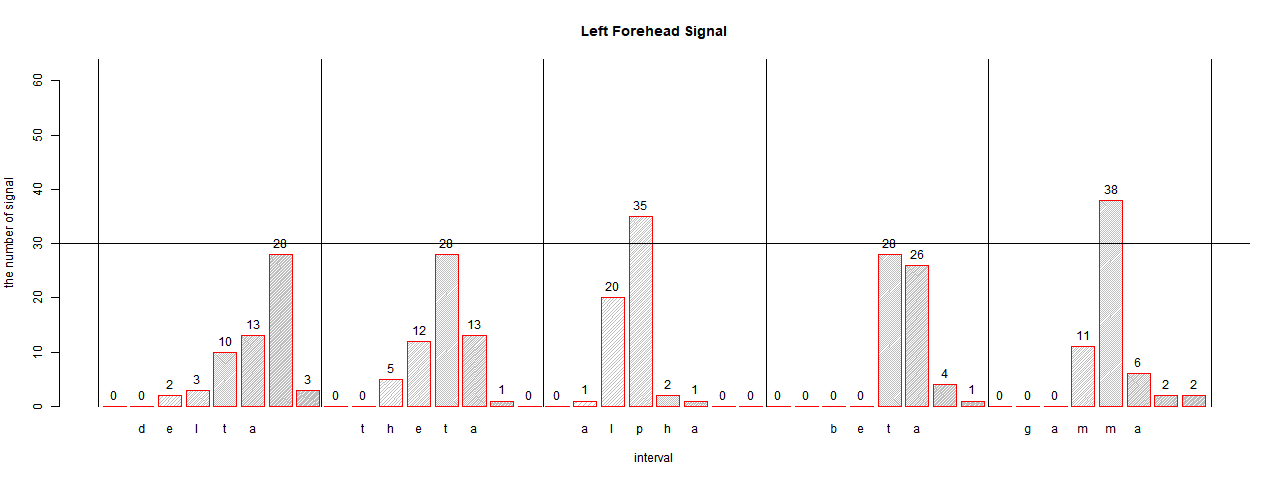 Left Forehead Signal
the number of signal
60
50
40
30
20
10
0
0 0 2 3 10 13 28 3 0 0 5 12 28 13 1 0 0 1 20 35 2 1 0 0 0 0 0 0 28 26 4 1 0 0 0 11 38 6 2 2
d e l t a t h e t a a l p h a b e t a g a m m a
interval